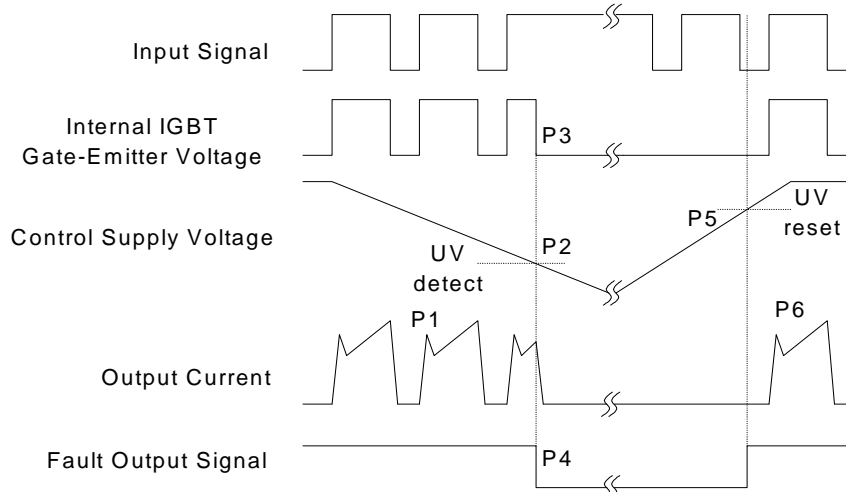 Input Signal
Internal IGBT
Gate-Emitter Voltage
P3
Control Supply Voltage
P2
UV
detect
P5
UV
reset
P1
P6
Output Current
Fault Output Signal
P4